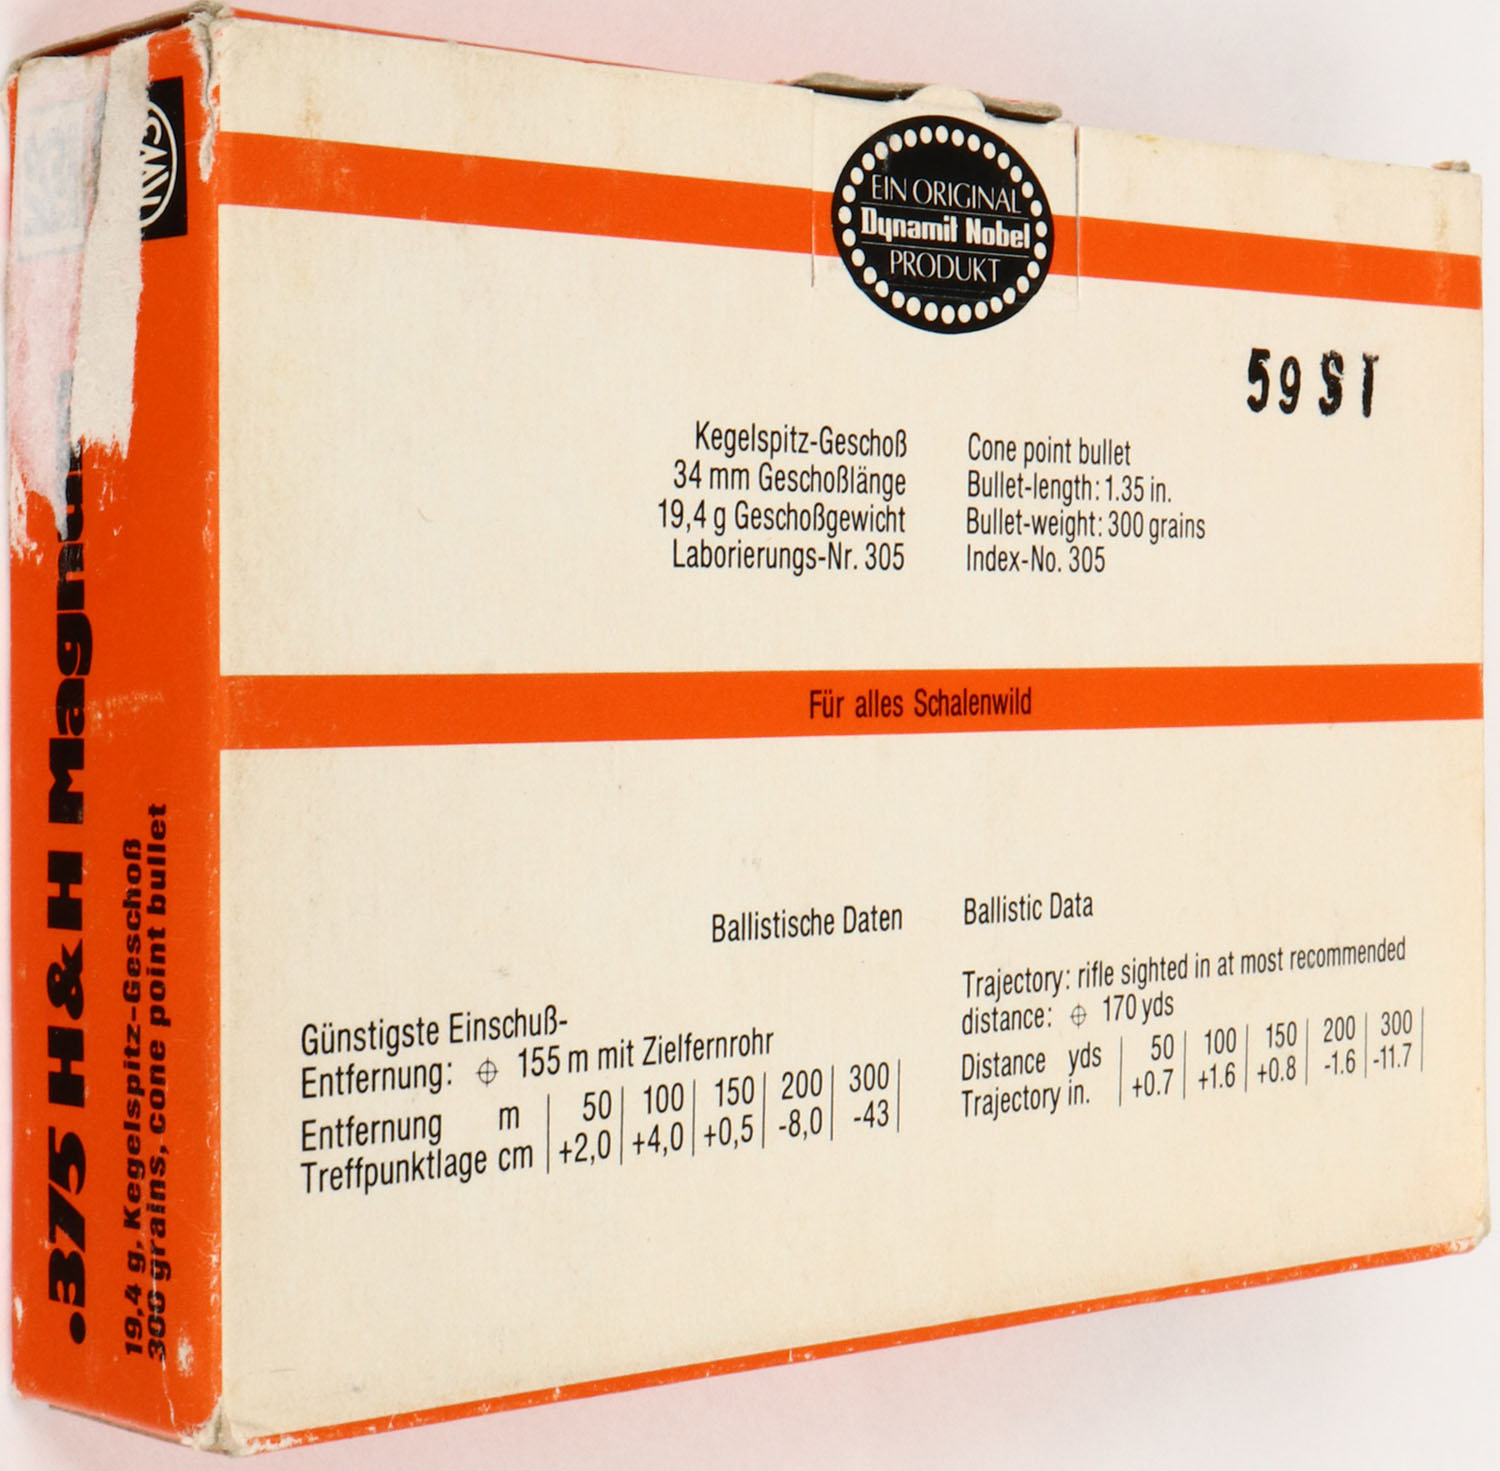 RWS
.375 H&H Magnum
19,4 g, Kegelspitz-Geschoß
300 grains, cone point bullet
EIN ORIGINAL
Dynamit Nobel
PRODUKT
59 ST
Kegelspitz-Geschoß
34 mm Geschoßlänge
19,4 g Geschoßgewicht
Laborierungs-Nr. 305
Cone point bullet
Bullet-length: 1.35 in.
Bullet-weight: 300 grains
Index-No. 305
Für alles Schalenwild
Ballistische Daten
Günstigste Einschuß-
Entfernung: ⌖ 155 m mit Zielfernrohr
Entfernung m | 50 | 100 | 150 | 200 | 300 |
Treffpunktlage cm | +2,0 | +4,0 | +0,5 | -8,0 | -43 |
Ballistic Data
Trajectory: rifle sighted in at most recommended
distance: ⌖ 170 yds
Distance yds | 50 | 100 | 150 | 200 | 300 |
Trajectory in. | +0.7 | +1.6 | +0.8 | -1.6 | -11.7 |